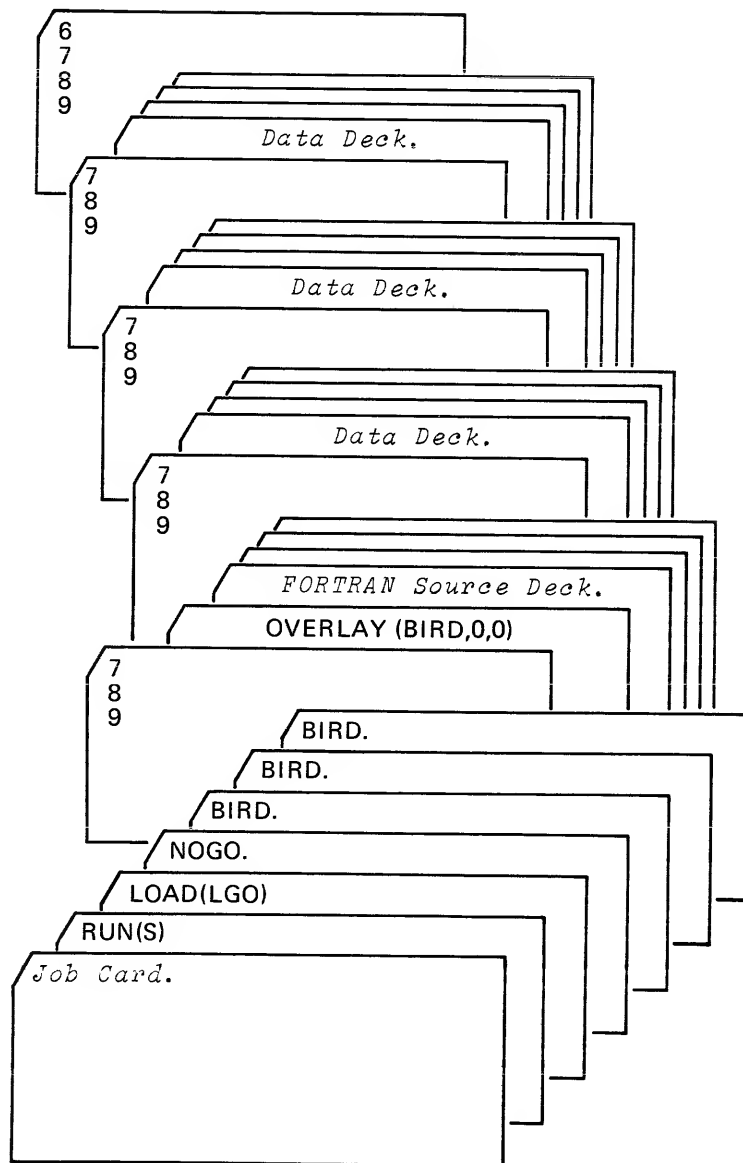 6
7
8
9
Data Deck.
7
8
9
Data Deck.
7
8
9
Data Deck.
7
8
9
FORTRAN Source Deck.
OVERLAY (BIRD,0,0)
7
8
9
BIRD.
BIRD.
BIRD.
NOGO.
LOAD(LGO)
RUN(S)
Job Card.